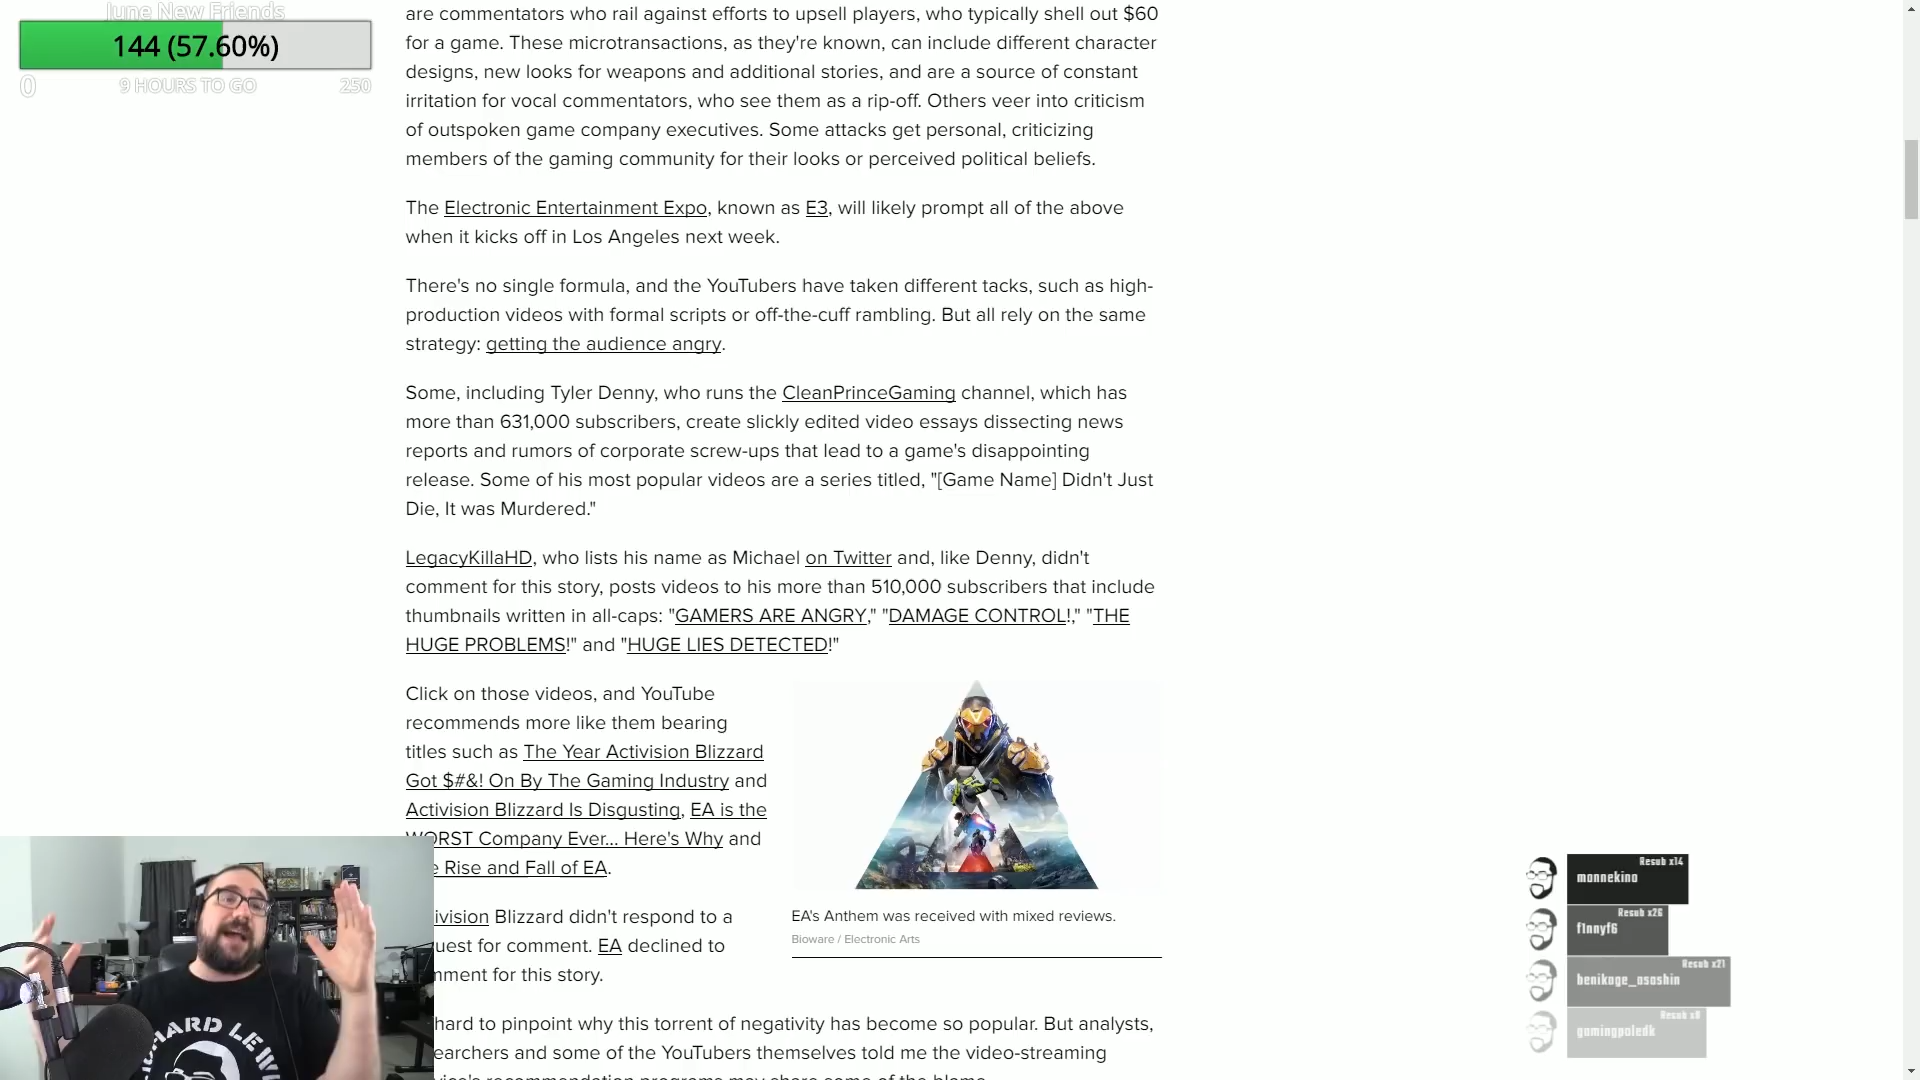 June New Friends
144 (57.60%)
0
9 HOURS TO GO
250
are commentators who rail against efforts to upsell players, who typically shell out $60
for a game. These microtransactions, as they're known, can include different character
designs, new looks for weapons and additional stories, and are a source of constant
irritation for vocal commentators, who see them as a rip-off. Others veer into criticism
of outspoken game company executives. Some attacks get personal, criticizing
members of the gaming community for their looks or perceived political beliefs.
The Electronic Entertainment Expo, known as E3, will likely prompt all of the above
when it kicks off in Los Angeles next week.
There's no single formula, and the YouTubers have taken different tacks, such as high-
production videos with formal scripts or off-the-cuff rambling. But all rely on the same
strategy: getting the audience angry.
Some, including Tyler Denny, who runs the CleanPrinceGaming channel, which has
more than 631,000 subscribers, create slickly edited video essays dissecting news
reports and rumors of corporate screw-ups that lead to a game's disappointing
release. Some of his most popular videos are a series titled, "[Game Name] Didn't Just
Die, It was Murdered."
LegacyKillaHD, who lists his name as Michael on Twitter and, like Denny, didn't
comment for this story, posts videos to his more than 510,000 subscribers that include
thumbnails written in all-caps: "GAMERS ARE ANGRY," "DAMAGE CONTROL!," "THE
HUGE PROBLEMS!" and "HUGE LIES DETECTED!"
Click on those videos, and YouTube
recommends more like them bearing
titles such as The Year Activision Blizzard
Got $#&! On By The Gaming Industry and
Activision Blizzard Is Disgusting, EA is the
WORST Company Ever... Here's Why and
e Rise and Fall of EA.
ivision Blizzard didn't respond to a
uest for comment. EA declined to
mment for this story.
EA's Anthem was received with mixed reviews.
Bioware / Electronic Arts
hard to pinpoint why this torrent of negativity has become so popular. But analysts,
earchers and some of the YouTubers themselves told me the video-streaming
HARD LEW
Resub x14
mannekino
Resub x26
f1nnyf6
Resub x21
benikage_asashin
Resub x8
gamingpaledk